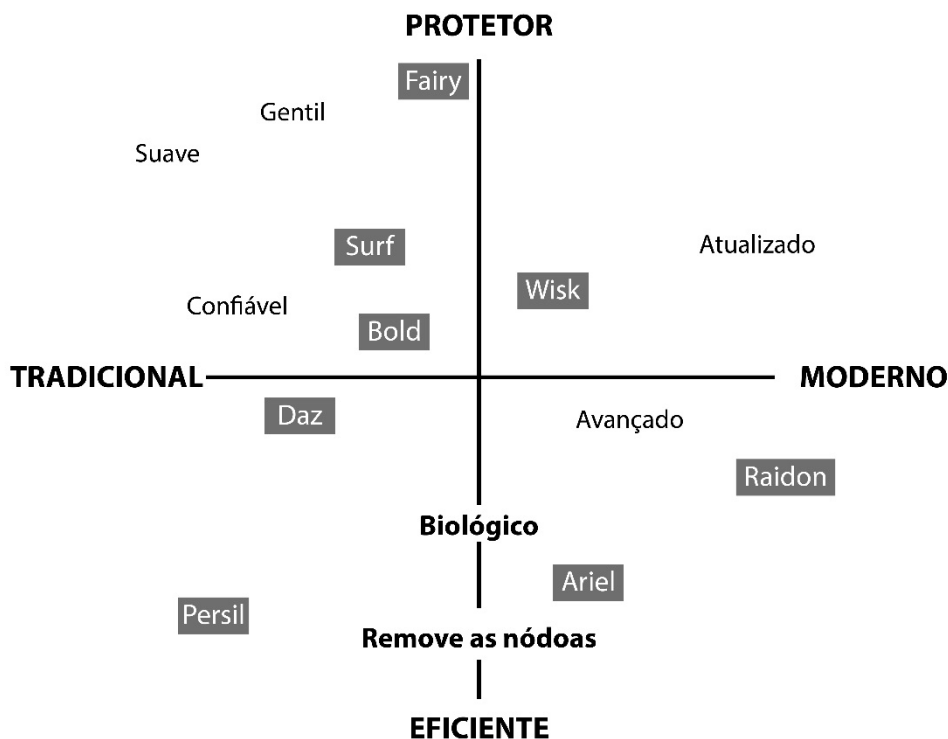 PROTETOR
Fairy
Gentil
Suave
Surf
Atualizado
Wisk
Confiável
Bold
TRADICIONAL
MODERNO
Daz
Avançado
Raidon
Biológico
Ariel
Persil
Remove as nódoas
EFICIENTE